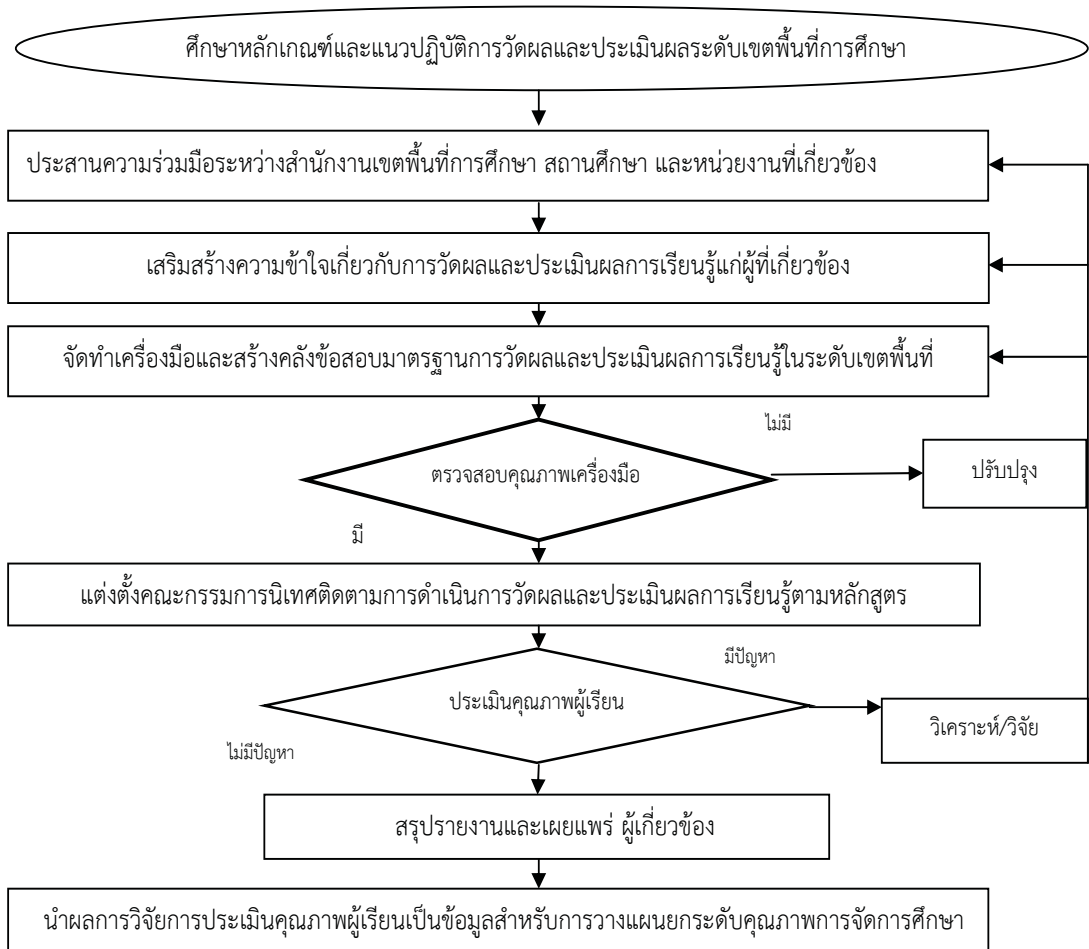 ศึกษาหลักเกณฑ์และแนวปฏิบัติการวัดผลและประเมินผลระดับเขตพื้นที่การศึกษา
ประสานความร่วมมือระหว่างสำนักงานเขตพื้นที่การศึกษา สถานศึกษา และหน่วยงานที่เกี่ยวข้อง
เสริมสร้างความข้าใจเกี่ยวกับการวัดผลและประเมินผลการเรียนรู้แก่ผู้ที่เกี่ยวข้อง
จัดทำเครื่องมือและสร้างคลังข้อสอบมาตรฐานการวัดผลและประเมินผลการเรียนรู้ในระดับเขตพื้นที่
ไม่มี
ตรวจสอบคุณภาพเครื่องมือ
ปรับปรุง
มี
แต่งตั้งคณะกรรมการนิเทศติดตามการดำเนินการวัดผลและประเมินผลการเรียนรู้ตามหลักสูตร
มีปัญหา
ประเมินคุณภาพผู้เรียน
วิเคราะห์/วิจัย
ไม่มีปัญหา
สรุปรายงานและเผยแพร่ ผู้เกี่ยวข้อง
นำผลการวิจัยการประเมินคุณภาพผู้เรียนเป็นข้อมูลสำหรับการวางแผนยกระดับคุณภาพการจัดการศึกษา